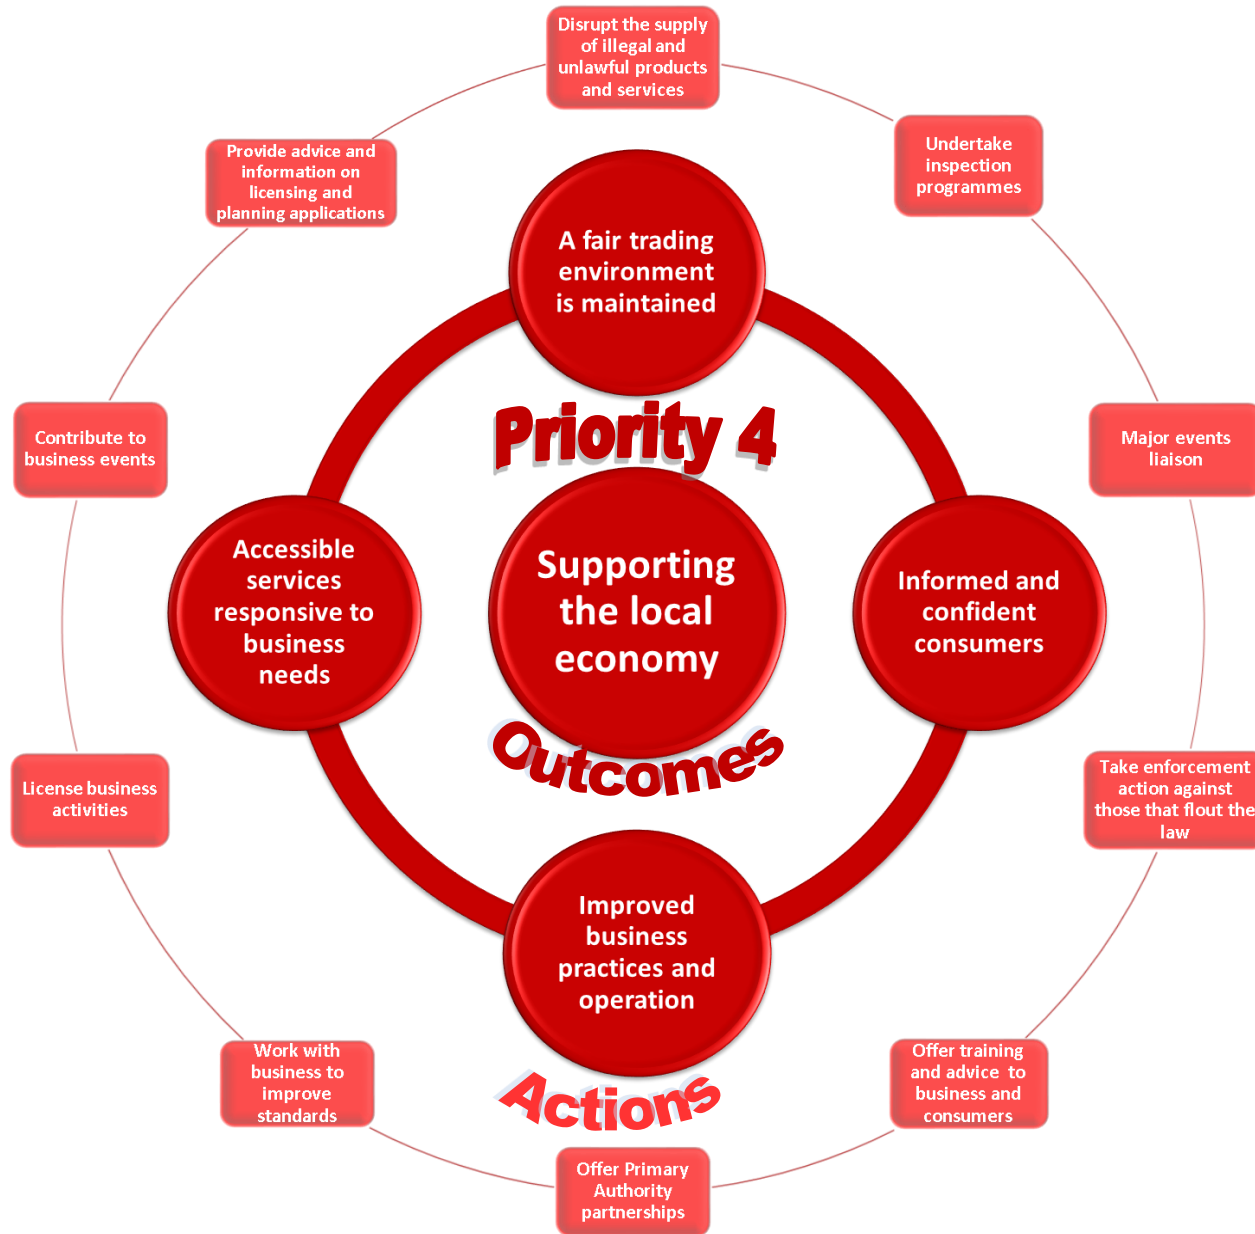 Disrupt the supply
of illegal and
unlawful products
and services
Provide advice and
information on
licensing and
planning applications
Undertake
inspection
programmes
A fair trading
environment
is maintained
Priority 4
Contribute to
business events
Major events
liaison
Accessible
services
responsive to
business
needs
Supporting
the local
economy
Informed and
confident
consumers
Outcomes
License business
activities
Take enforcement
action against
those that flout the
law
Improved
business
practices and
operation
Work with
business to
improve
standards
Actions
Offer training
and advice to
business and
consumers
Offer Primary
Authority
partnerships